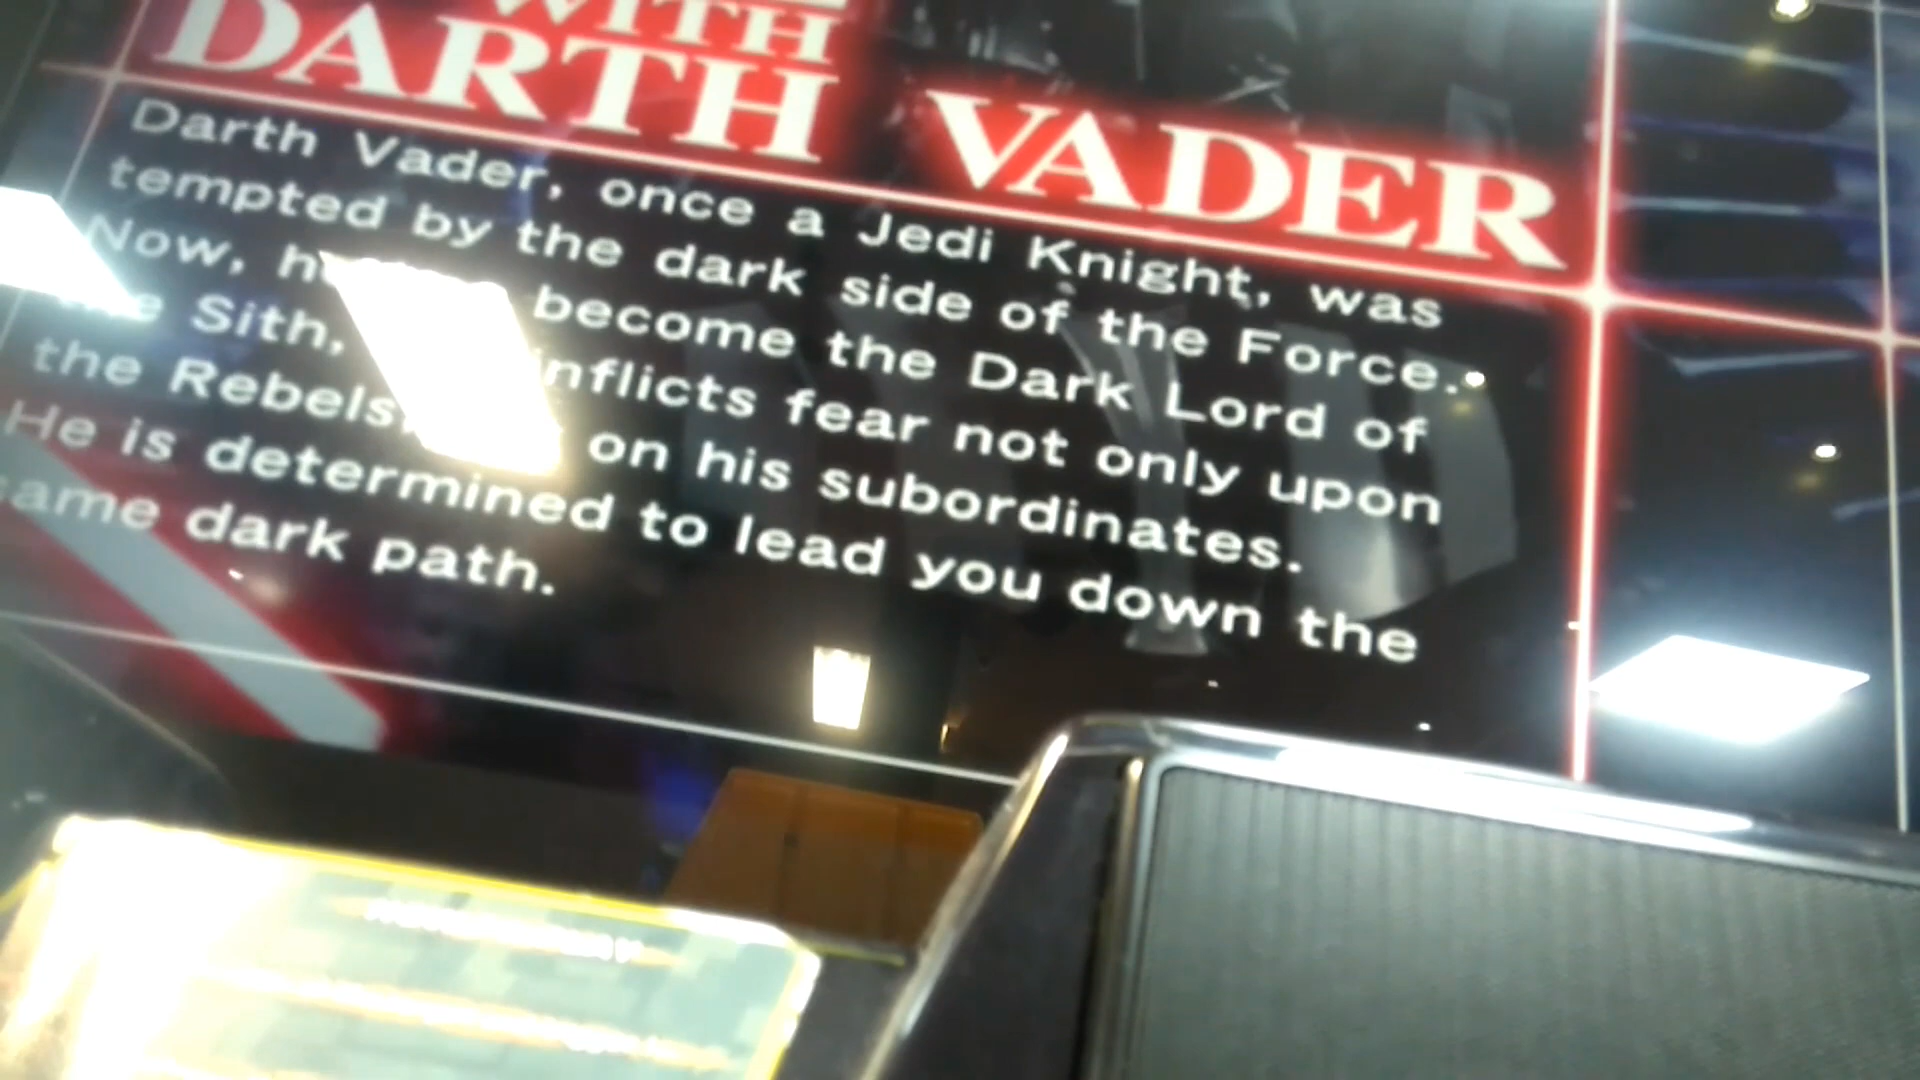 WITH
DARTH VADER
Darth Vader, once a Jedi Knight, was
tempted by the dark side of the Force.
Now, become the Dark Lord of
Sith, inflicts fear not only upon
the Rebels, on his subordinates.
He is determined to lead you down the
same dark path.